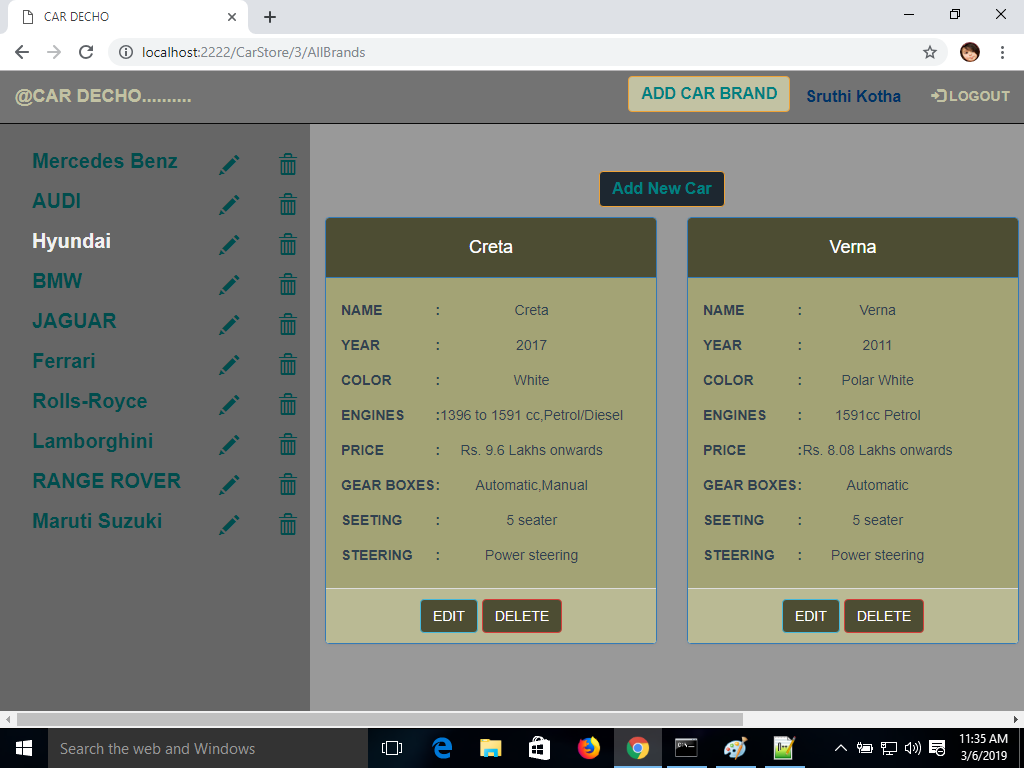 CAR DECHO
localhost:2222/CarStore/3/AllBrands
@CAR DECHO..........
ADD CAR BRAND
Sruthi Kotha
LOGOUT
Mercedes Benz
AUDI
Hyundai
BMW
JAGUAR
Ferrari
Rolls-Royce
Lamborghini
RANGE ROVER
Maruti Suzuki
Add New Car
Creta
NAME : Creta
YEAR : 2017
COLOR : White
ENGINES :1396 to 1591 cc,Petrol/Diesel
PRICE : Rs. 9.6 Lakhs onwards
GEAR BOXES: Automatic,Manual
SEETING : 5 seater
STEERING : Power steering
EDIT DELETE
Verna
NAME : Verna
YEAR : 2011
COLOR : Polar White
ENGINES : 1591cc Petrol
PRICE :Rs. 8.08 Lakhs onwards
GEAR BOXES: Automatic
SEETING : 5 seater
STEERING : Power steering
EDIT DELETE
Search the web and Windows
11:35 AM
3/6/2019